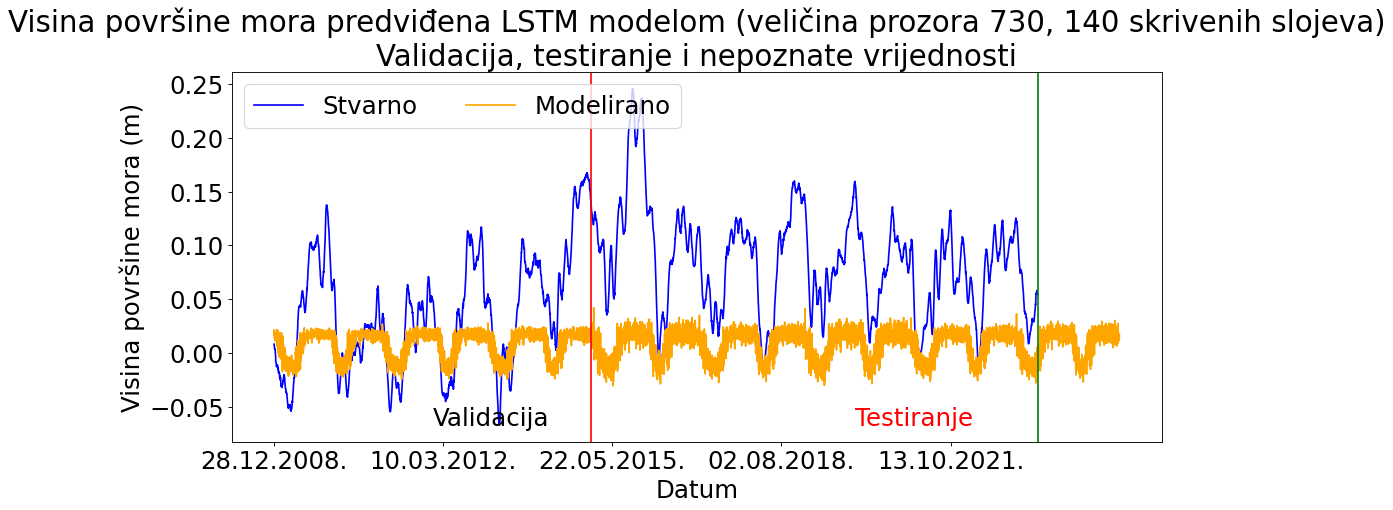 Visina površine mora predviđena LSTM modelom (veličina prozora 730, 140 skrivenih slojeva)
Validacija, testiranje i nepoznate vrijednosti
Stvarno
Modelirano
Visina površine mora (m)
0.25
0.20
0.15
0.10
0.05
0.00
−0.05
Validacija
Testiranje
28.12.2008.
10.03.2012.
22.05.2015.
02.08.2018.
13.10.2021.
Datum